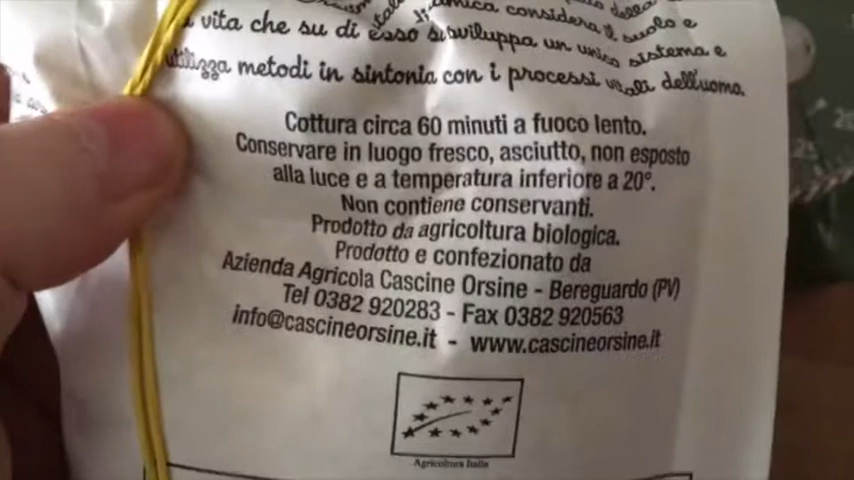 considera il suolo e
vita che su di esso si sviluppa un unico sistema e
utilizza metodi in sintonia con i processi vitali dell'uomo.
Cottura circa 60 minuti a fuoco lento.
Conservare in luogo fresco, asciutto, non esposto
alla luce e a temperatura inferiore a 20°.
Non contiene conservanti.
Prodotto da agricoltura biologica.
Prodotto e confezionato da
Azienda Agricola Cascine Orsine - Bereguardo (PV)
Tel 0382 920283 - Fax 0382 920563
info@cascineorsine.it - www.cascineorsine.it
Agricoltura Italia